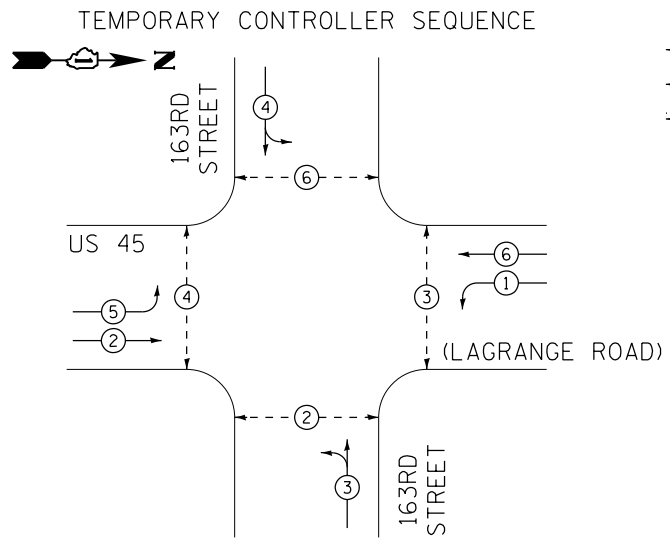 TEMPORARY CONTROLLER SEQUENCE
N
163RD
STREET
4
6
US 45
6
5
4
3
1
2
(LAGRANGE ROAD)
2
3
163RD
STREET